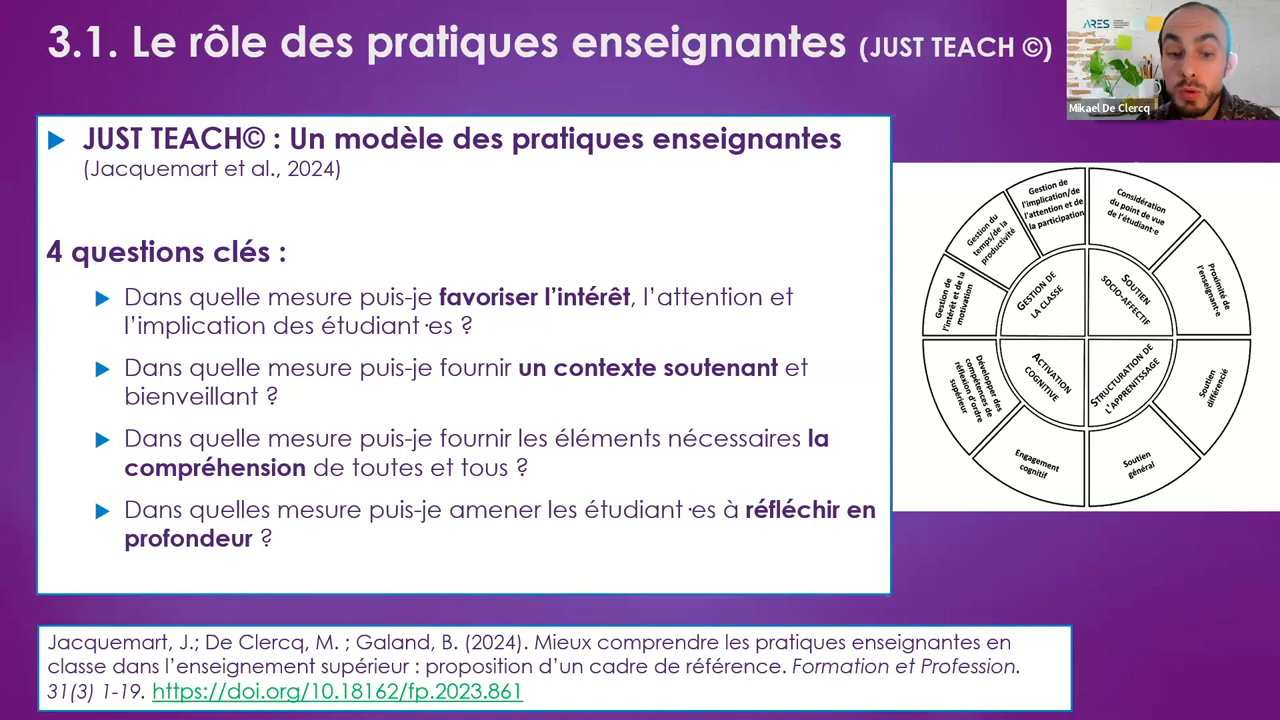 3.1. Le rôle des pratiques enseignantes (JUST TEACH ©)
ARES
Mikael De Clercq
JUST TEACH© : Un modèle des pratiques enseignantes
(Jacquemart et al., 2024)
4 questions clés :
Dans quelle mesure puis-je favoriser l'intérêt, l'attention et
l'implication des étudiant·es ?
Dans quelle mesure puis-je fournir un contexte soutenant et
bienveillant ?
Dans quelle mesure puis-je fournir les éléments nécessaires la
compréhension de toutes et tous ?
Dans quelles mesure puis-je amener les étudiant·es à réfléchir en
profondeur ?
Gestion de
l'implication/de
l'attention et de
la participation
Considération
du point de vue
de l'étudiant·e
Gestion du
temps/de la
productivité
Proximité de
l'enseignant·e
Gestion de
l'intérêt et de la
motivation
GESTION DE
LA CLASSE
SOUTIEN
SOCIO-AFFECTIF
ACTIVATION
COGNITIVE
STRUCTURATION DE
L'APPRENITSSAGE
Développer des
compétences de
réflexion d'ordre
supérieur
Soutien
différencié
Engagement
cognitif
Soutien
général
Jacquemart, J.; De Clercq, M. ; Galand, B. (2024). Mieux comprendre les pratiques enseignantes en
classe dans l'enseignement supérieur : proposition d'un cadre de référence. Formation et Profession.
31(3) 1-19. https://doi.org/10.18162/fp.2023.861